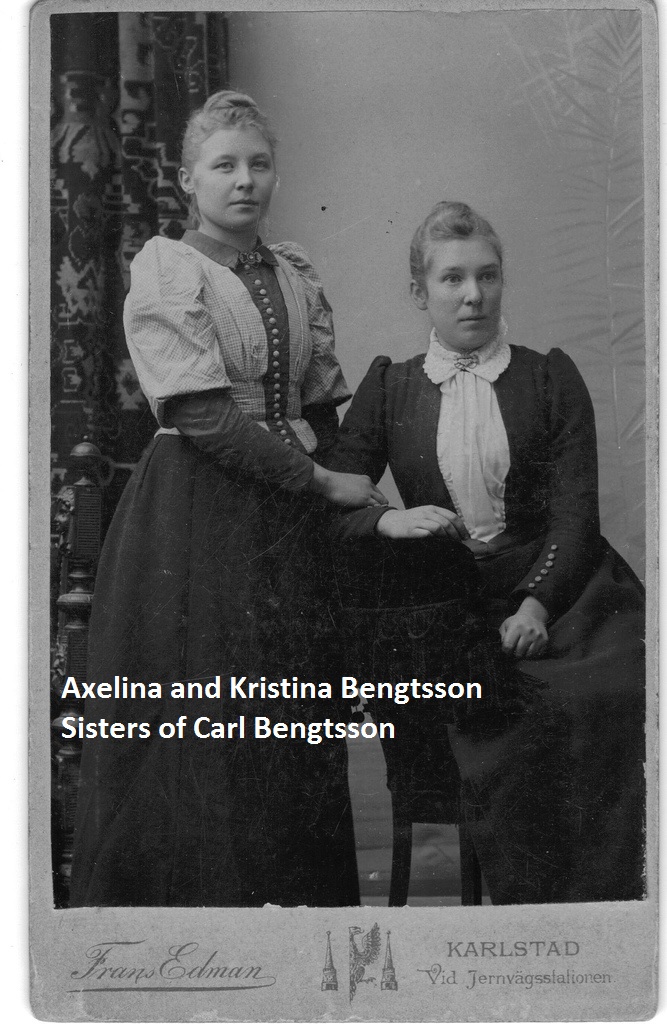 Axelina and Kristina Bengtsson
Sisters of Carl Bengtsson
Frans Edman
KARLSTAD
Vid Jernvägsstationen